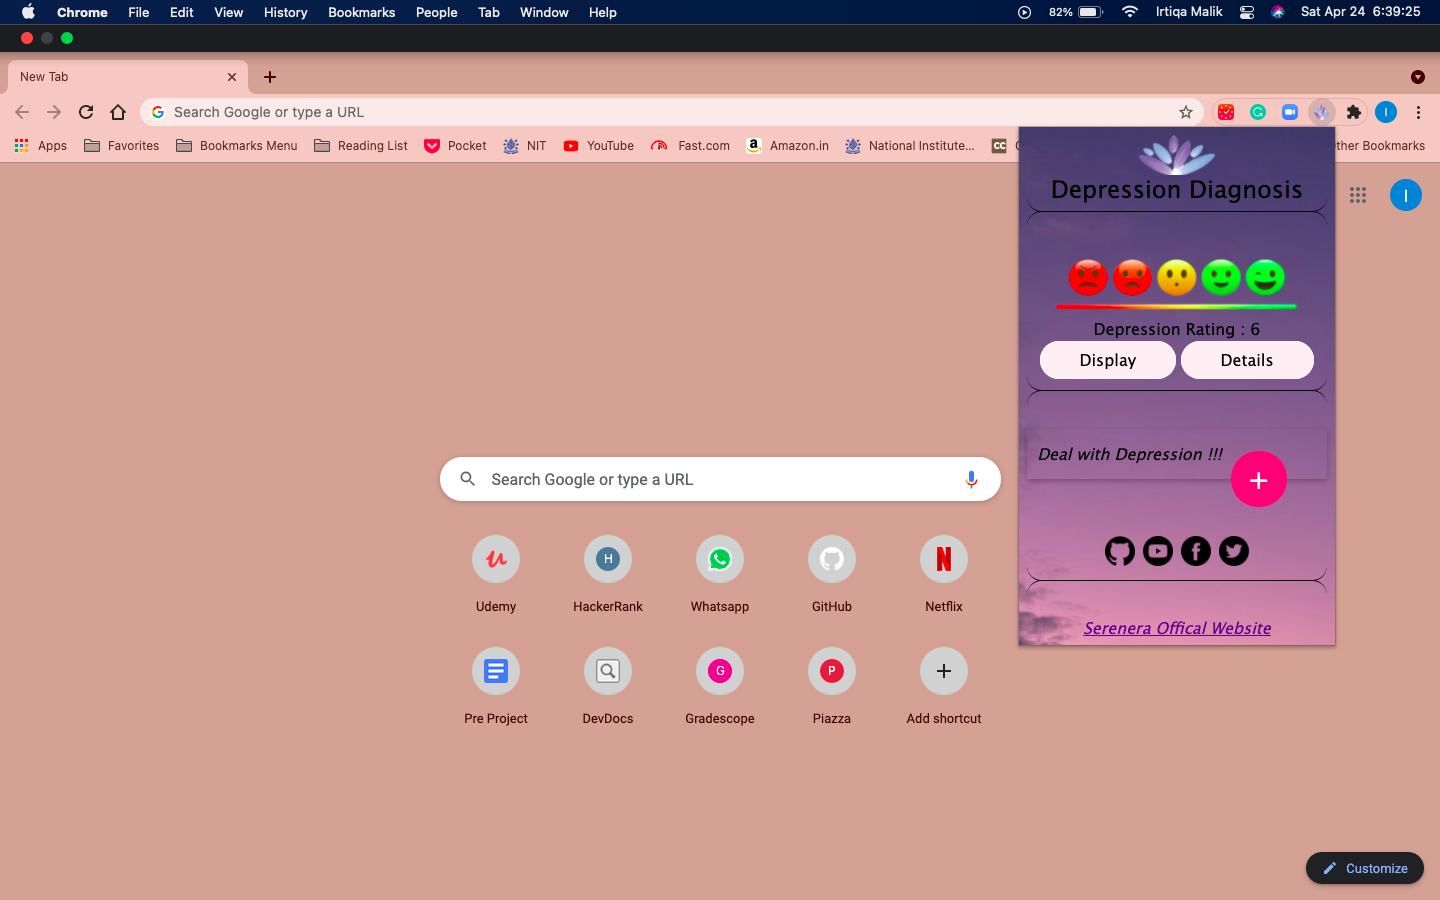 Chrome File Edit View History Bookmarks People Tab Window Help 82% Irtiqa Malik Sat Apr 24 6:39:25
New Tab
Search Google or type a URL
I
Apps Favorites Bookmarks Menu Reading List Pocket NIT YouTube Fast.com Amazon.in National Institute... CC ther Bookmarks
Depression Diagnosis
I
Depression Rating : 6
Display Details
Deal with Depression !!!
+
Search Google or type a URL
H
Udemy HackerRank Whatsapp GitHub Netflix
Serenera Offical Website
G P
Pre Project DevDocs Gradescope Piazza Add shortcut
Customize